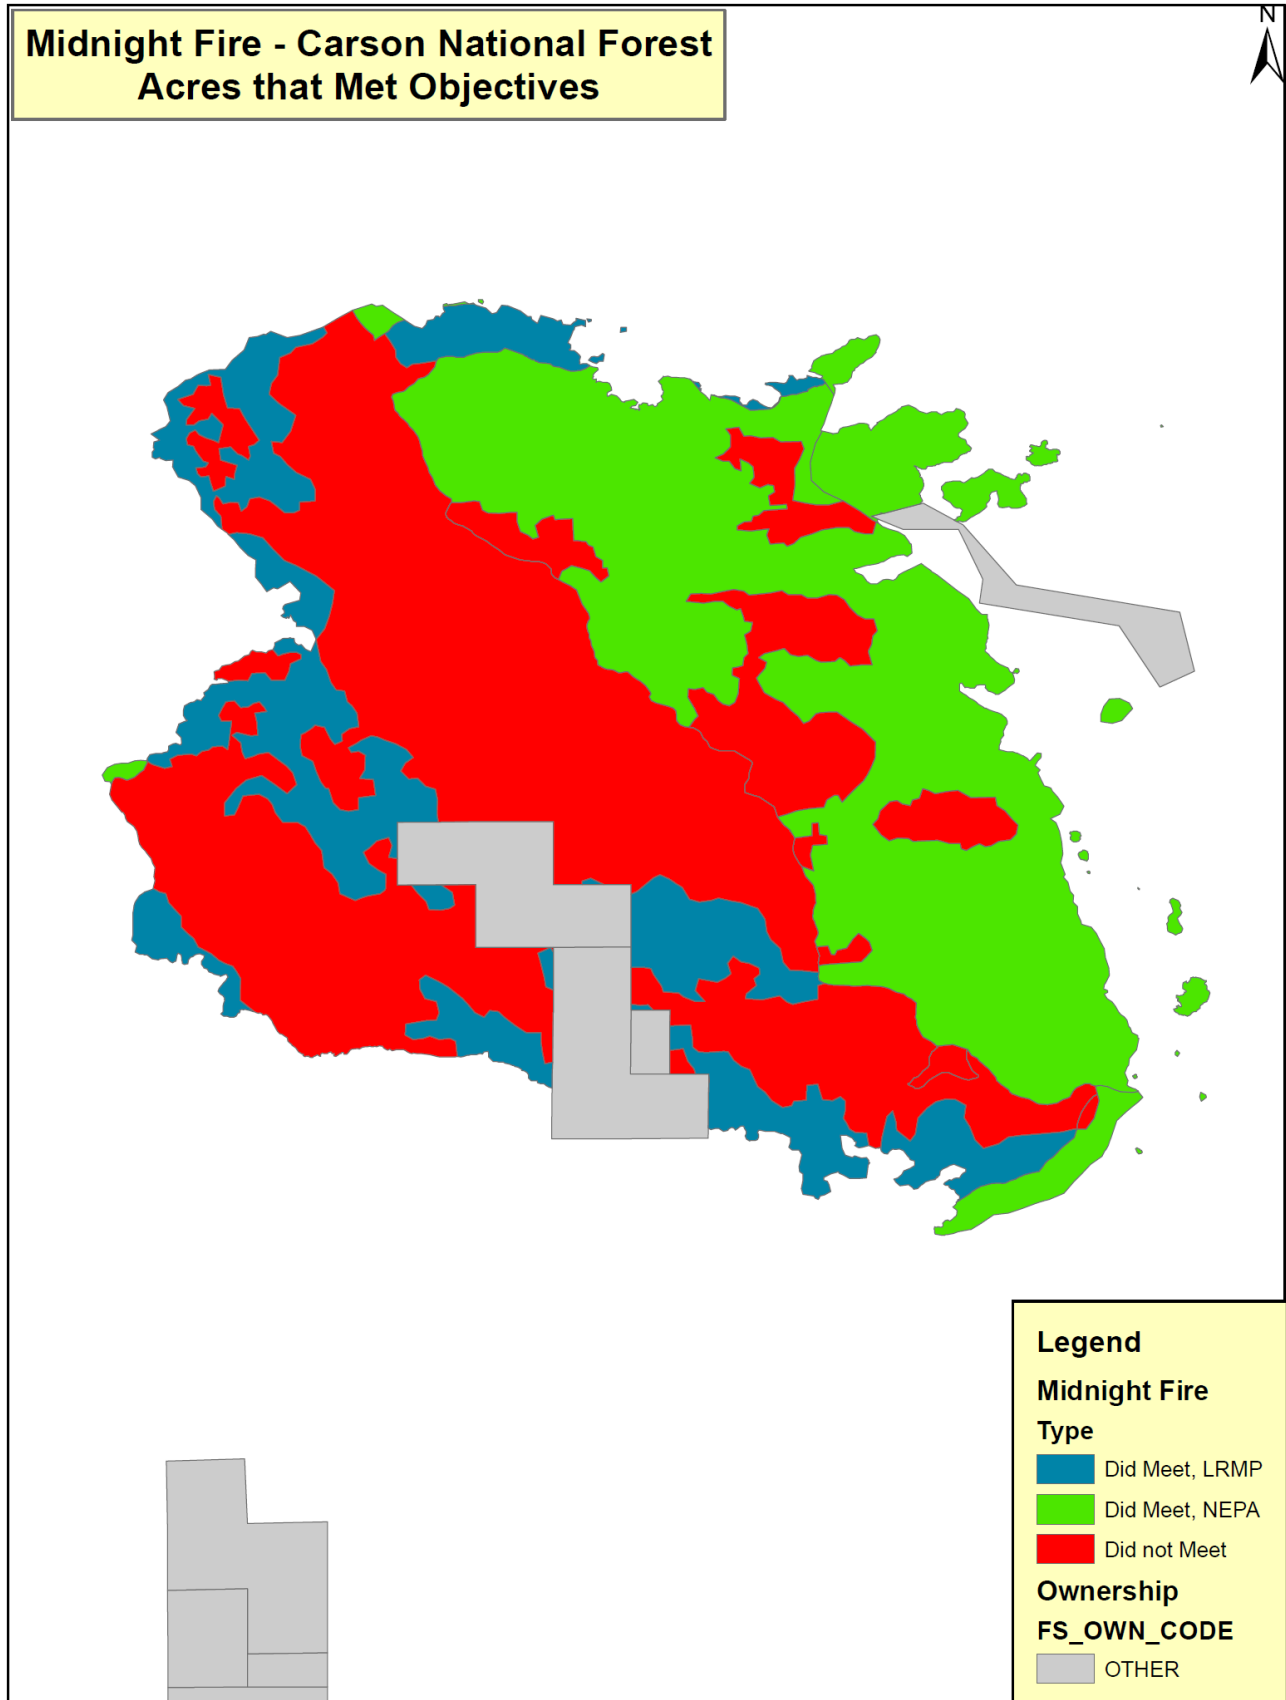 Midnight Fire - Carson National Forest
Acres that Met Objectives
N
Legend
Midnight Fire
Type
Did Meet, LRMP
Did Meet, NEPA
Did not Meet
Ownership
FS_OWN_CODE
OTHER